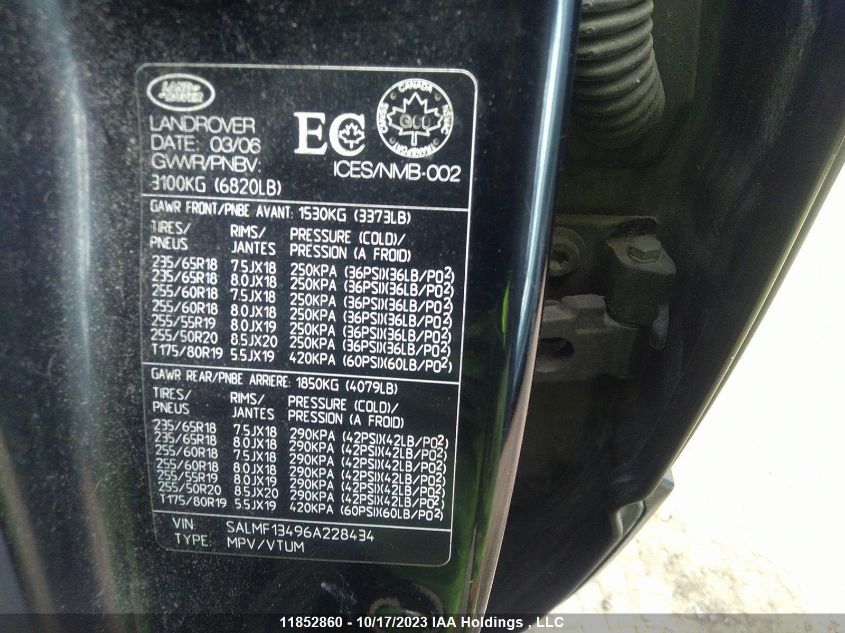 LAND ROVER
LANDROVER
DATE: 03/06
GWWR/PNBV:
3100KG (6820LB)
EC
CANADA
ICES/NMB-002
GAWR FRONT/PNBE AVANT: 1530KG (3373LB)
TIRES/ RIMS/ PRESSURE (COLD)/
PNEUS JANTES PRESSION (A FROID)
235/65R18 7.5JX18 250KPA (36PSI)(36LB/PO²)
235/65R18 8.0JX18 250KPA (36PSI)(36LB/PO²)
255/60R18 7.5JX18 250KPA (36PSI)(36LB/PO²)
255/60R18 8.0JX18 250KPA (36PSI)(36LB/PO²)
255/55R19 8.0JX19 250KPA (36PSI)(36LB/PO²)
255/50R20 8.5JX20 250KPA (36PSI)(36LB/PO²)
T175/80R19 5.5JX19 420KPA (60PSI)(60LB/PO²)
GAWR REAR/PNBE ARRIERE: 1850KG (4079LB)
TIRES/ RIMS/ PRESSURE (COLD)/
PNEUS JANTES PRESSION (A FROID)
235/65R18 7.5JX18 290KPA (42PSI)(42LB/PO²)
235/65R18 8.0JX18 290KPA (42PSI)(42LB/PO²)
255/60R18 7.5JX18 290KPA (42PSI)(42LB/PO²)
255/60R18 8.0JX18 290KPA (42PSI)(42LB/PO²)
255/55R19 8.0JX19 290KPA (42PSI)(42LB/PO²)
255/50R20 8.5JX20 290KPA (42PSI)(42LB/PO²)
T175/80R19 5.5JX19 420KPA (60PSI)(60LB/PO²)
VIN: SALMF13496A228434
TYPE: MPV/VTUM
11852860 - 10/17/2023 IAA Holdings , LLC